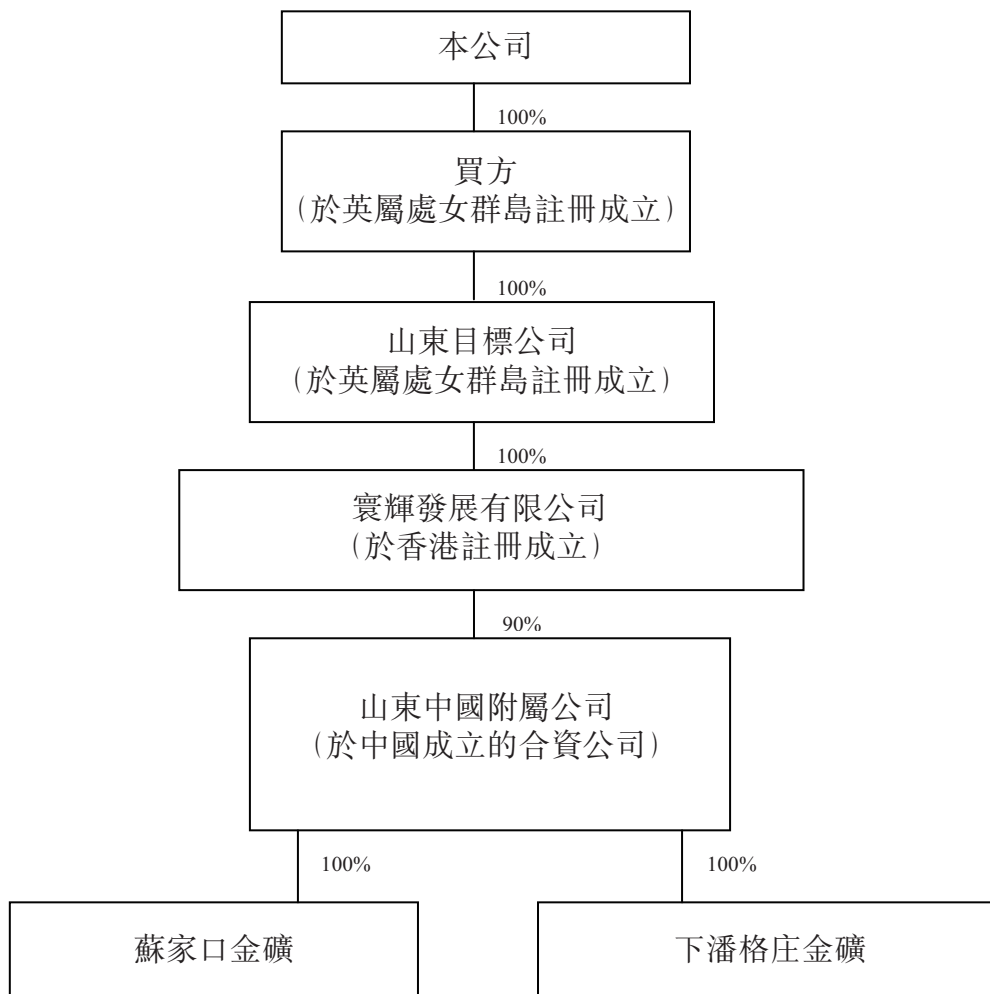 本公司
100%
買方
（於英屬處女群島註冊成立）
100%
山東目標公司
（於英屬處女群島註冊成立）
100%
寰輝發展有限公司
（於香港註冊成立）
90%
山東中國附屬公司
（於中國成立的合資公司）
100%
100%
蘇家口金礦
下潘格庄金礦